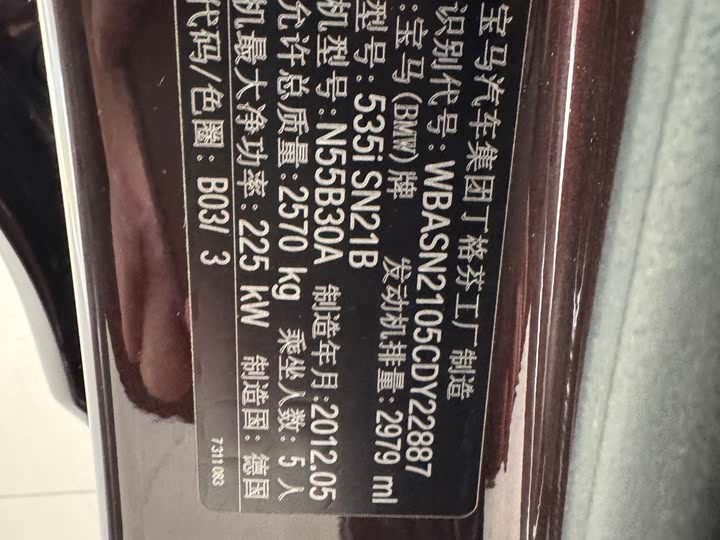 宝马汽车集团丁格芬工厂 制造
识别代号: WBASN2105CDY22887
: 宝马(BMW)牌 发动机排量: 2979 ml
型号: 535i SN21B
机型号: N55B30A 制造年月: 2012.05
允许总质量: 2570 kg 乘坐人数: 5 人
机最大净功率: 225 kW 制造国: 德国
代码/色圈: B03/ 3
7311083